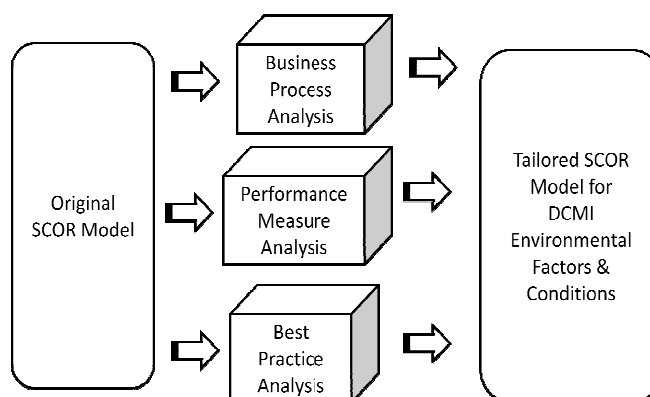 Original
SCOR Model
Business
Process
Analysis
Performance
Measure
Analysis
Best
Practice
Analysis
Tailored SCOR
Model for
DCMI
Environmental
Factors &
Conditions